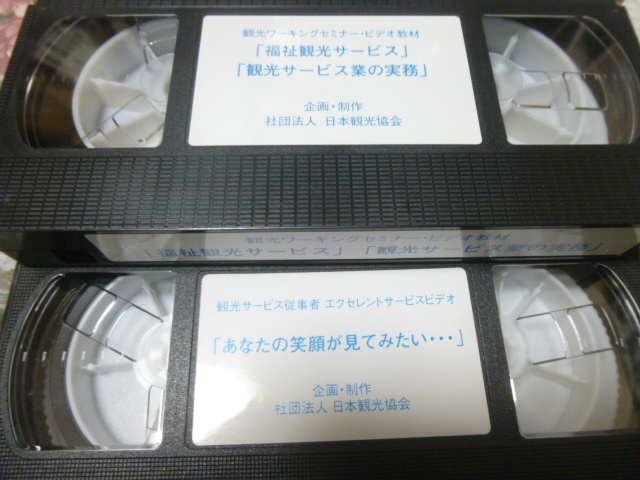 観光ワーキングセミナー・ビデオ教材
「福祉観光サービス」
「観光サービス業の実務」
企画・制作
社団法人 日本観光協会
観光ワーキングセミナー・ビデオ教材
「福祉観光サービス」「観光サービス業の実務」
観光サービス従事者 エクセレントサービスビデオ
「あなたの笑顔が見てみたい・・・」
企画・制作
社団法人 日本観光協会